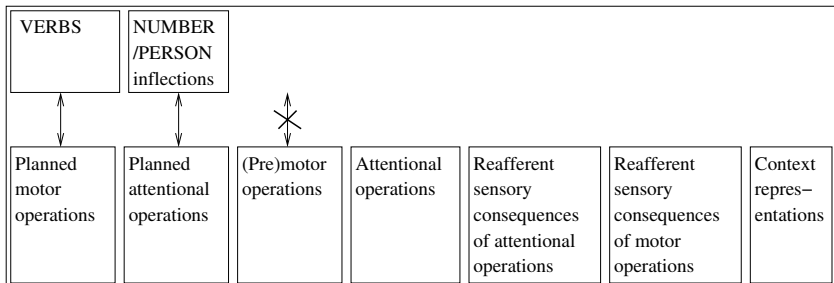 VERBS
NUMBER
/PERSON
inflections
Planned
motor
operations
Planned
attentional
operations
(Pre)motor
operations
Attentional
operations
Reafferent
sensory
consequences
of attentional
operations
Reafferent
sensory
consequences
of motor
operations
Context
repres−
entations